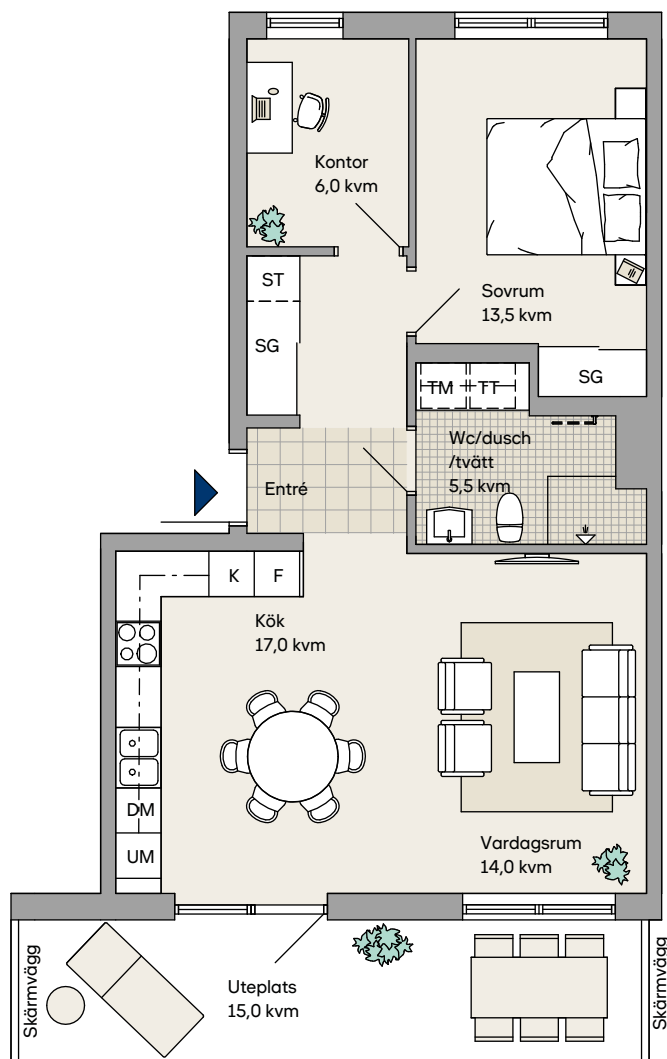 Kontor
6,0 kvm
ST
SG
Sovrum
13,5 kvm
SG
TM TT
Wc/dusch
/tvätt
5,5 kvm
Entré
K F
Kök
17,0 kvm
DM
UM
Vardagsrum
14,0 kvm
Skärmvägg
Uteplats
15,0 kvm
Skärmvägg